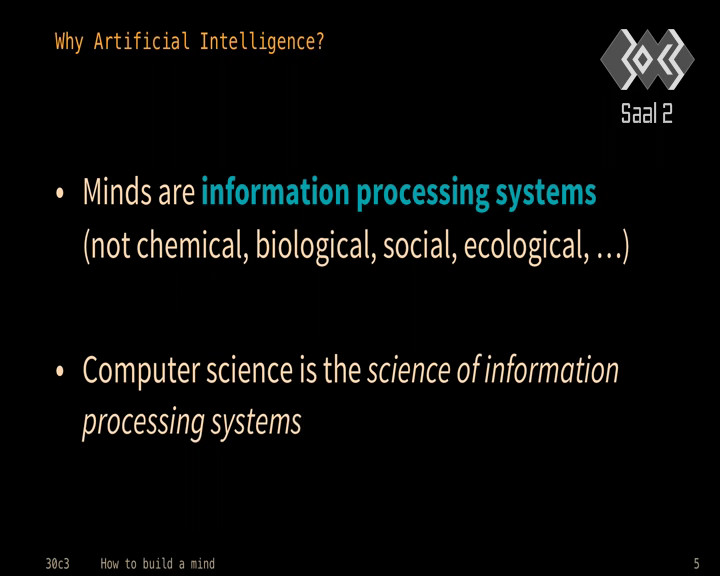 Why Artificial Intelligence?
30c3
Saal 2
• Minds are information processing systems
(not chemical, biological, social, ecological, …)
• Computer science is the science of information
processing systems
30c3 How to build a mind 5